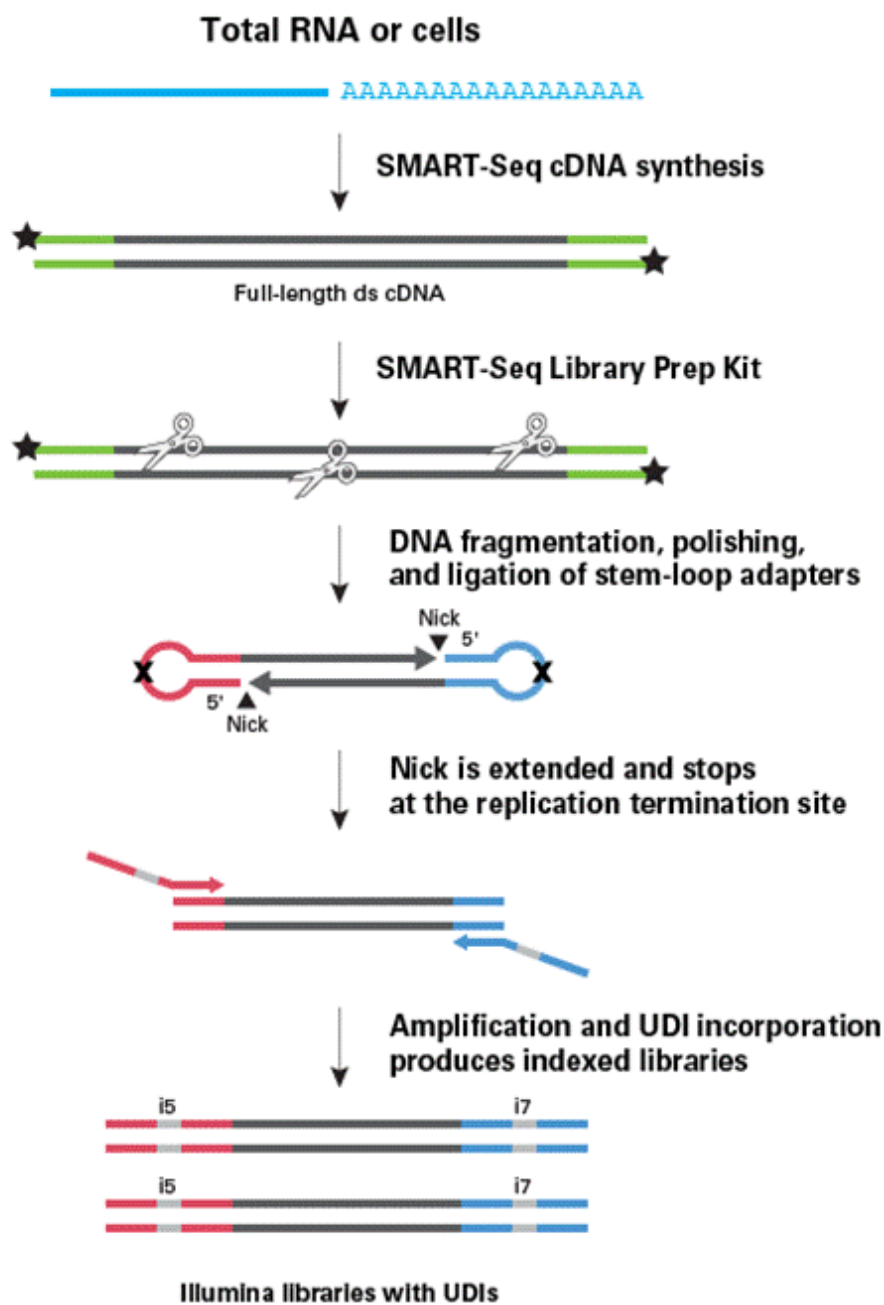 Total RNA or cells
AAAAAAAAAAAAAAAAA
SMART-Seq cDNA synthesis
Full-length ds cDNA
SMART-Seq Library Prep Kit
DNA fragmentation, polishing,
and ligation of stem-loop adapters
Nick
5'
X
X
5'
Nick
Nick is extended and stops
at the replication termination site
Amplification and UDI incorporation
produces indexed libraries
i5
i7
i5
i7
Illumina libraries with UDIs